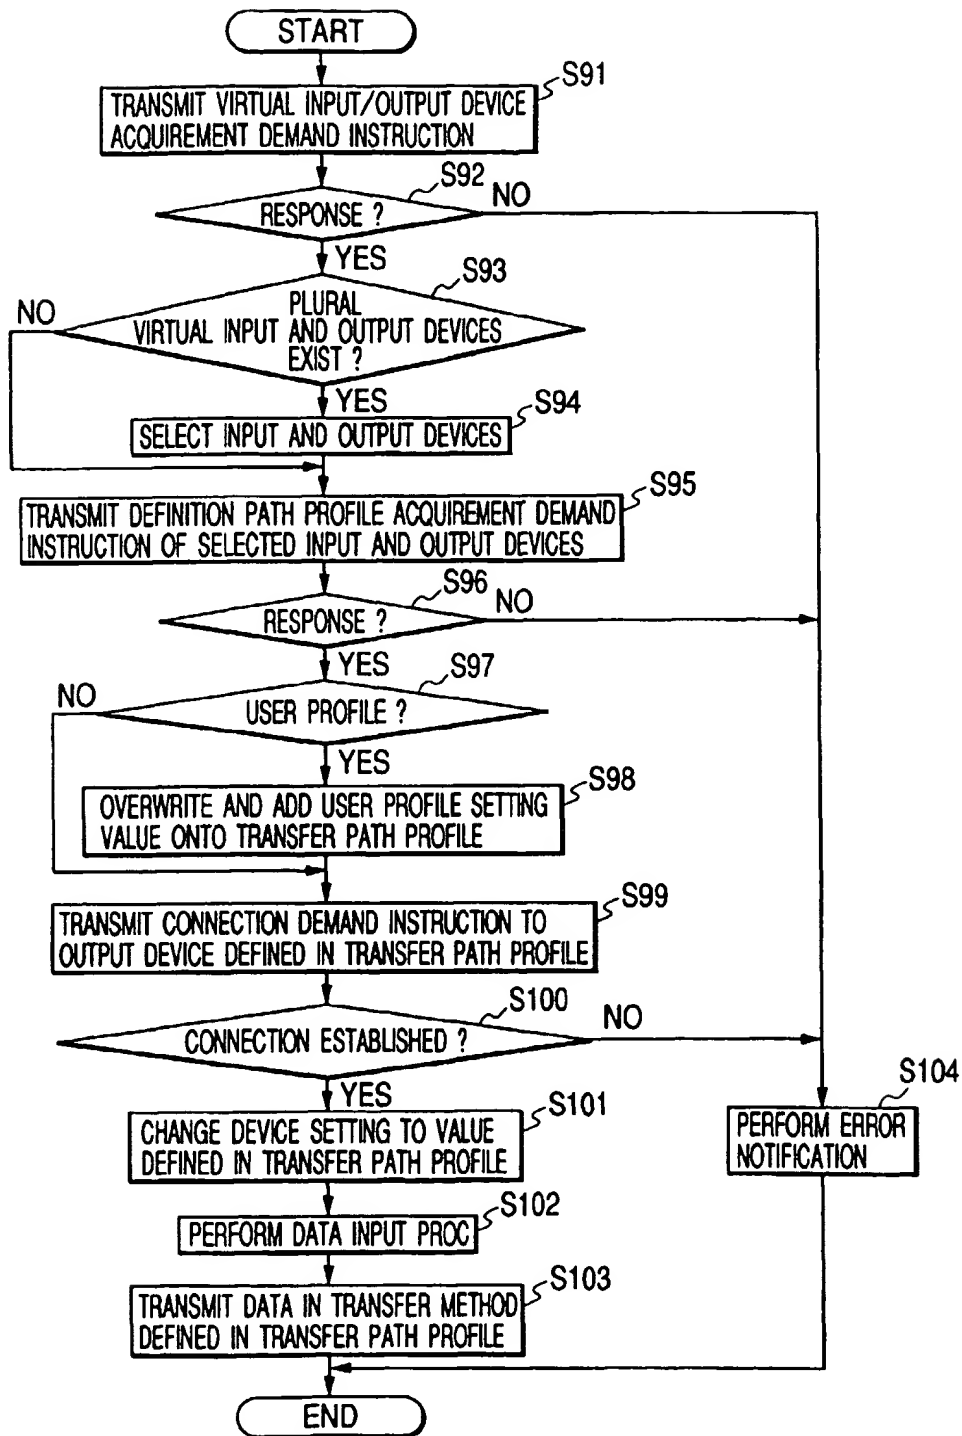 START
S91
TRANSMIT VIRTUAL INPUT/OUTPUT DEVICE
ACQUIREMENT DEMAND INSTRUCTION
S92
RESPONSE ?
NO
YES
S93
NO
PLURAL
VIRTUAL INPUT AND OUTPUT DEVICES
EXIST ?
YES
S94
SELECT INPUT AND OUTPUT DEVICES
S95
TRANSMIT DEFINITION PATH PROFILE ACQUIREMENT DEMAND
INSTRUCTION OF SELECTED INPUT AND OUTPUT DEVICES
S96
RESPONSE ?
NO
YES
S97
NO
USER PROFILE ?
YES
S98
OVERWRITE AND ADD USER PROFILE SETTING
VALUE ONTO TRANSFER PATH PROFILE
S99
TRANSMIT CONNECTION DEMAND INSTRUCTION TO
OUTPUT DEVICE DEFINED IN TRANSFER PATH PROFILE
S100
CONNECTION ESTABLISHED ?
NO
YES
S101
CHANGE DEVICE SETTING TO VALUE
DEFINED IN TRANSFER PATH PROFILE
S104
PERFORM ERROR
NOTIFICATION
S102
PERFORM DATA INPUT PROC
S103
TRANSMIT DATA IN TRANSFER METHOD
DEFINED IN TRANSFER PATH PROFILE
END